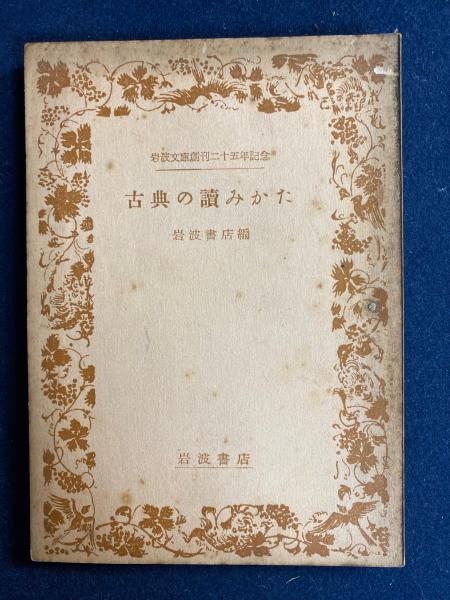 岩波文庫創刊二十五年記念
古典の讀みかた
岩波書店編
岩波書店